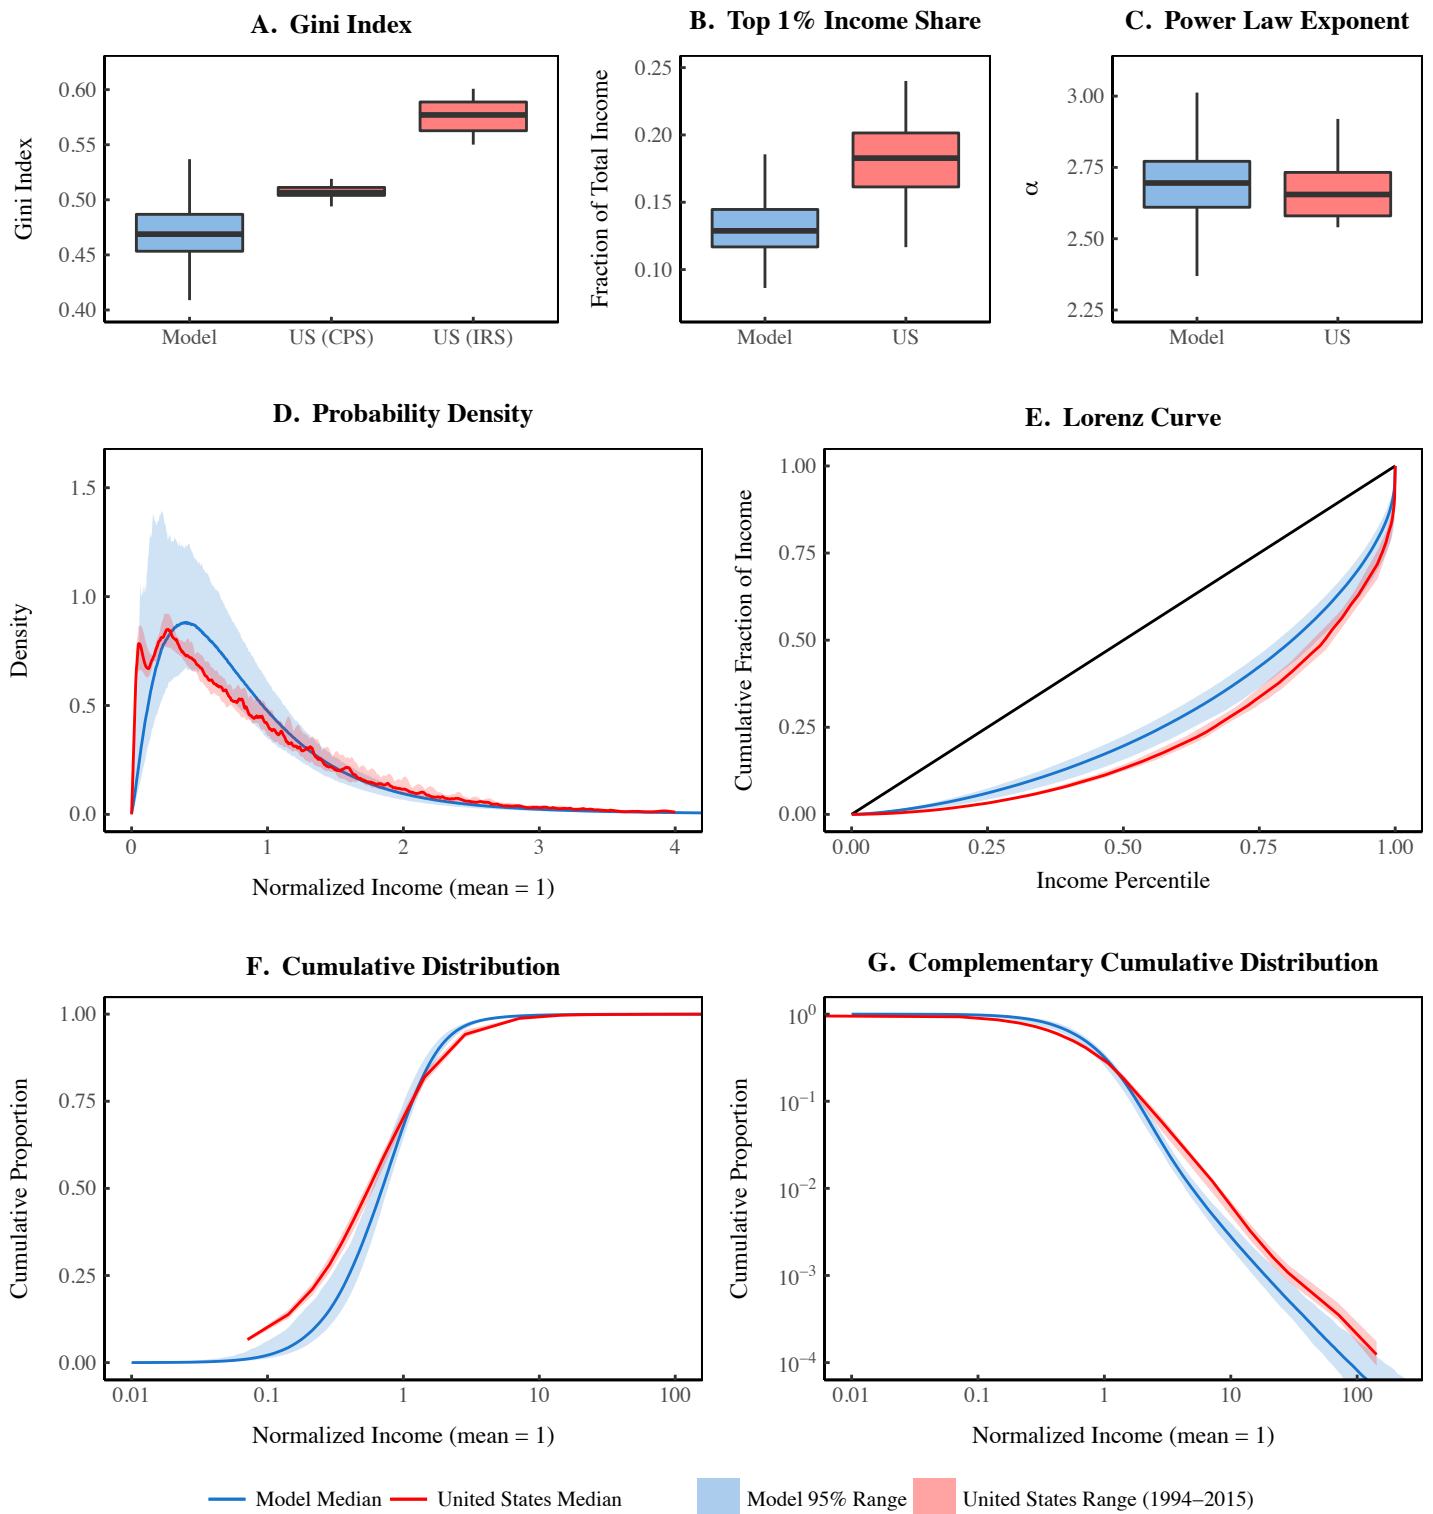 A. Gini Index
B. Top 1% Income Share
C. Power Law Exponent
Gini Index
0.60
0.55
0.50
0.45
0.40
Model
US (CPS)
US (IRS)
Fraction of Total Income
0.25
0.20
0.15
0.10
Model
US
α
3.00
2.75
2.50
2.25
Model
US
D. Probability Density
Density
1.5
1.0
0.5
0.0
0 1 2 3 4
Normalized Income (mean = 1)
E. Lorenz Curve
Cumulative Fraction of Income
1.00
0.75
0.50
0.25
0.00
0.00 0.25 0.50 0.75 1.00
Income Percentile
F. Cumulative Distribution
Cumulative Proportion
1.00
0.75
0.50
0.25
0.00
0.01 0.1 1 10 100
Normalized Income (mean = 1)
G. Complementary Cumulative Distribution
Cumulative Proportion
10⁰
10⁻¹
10⁻²
10⁻³
10⁻⁴
0.01 0.1 1 10 100
Normalized Income (mean = 1)
Model Median United States Median Model 95% Range United States Range (1994–2015)